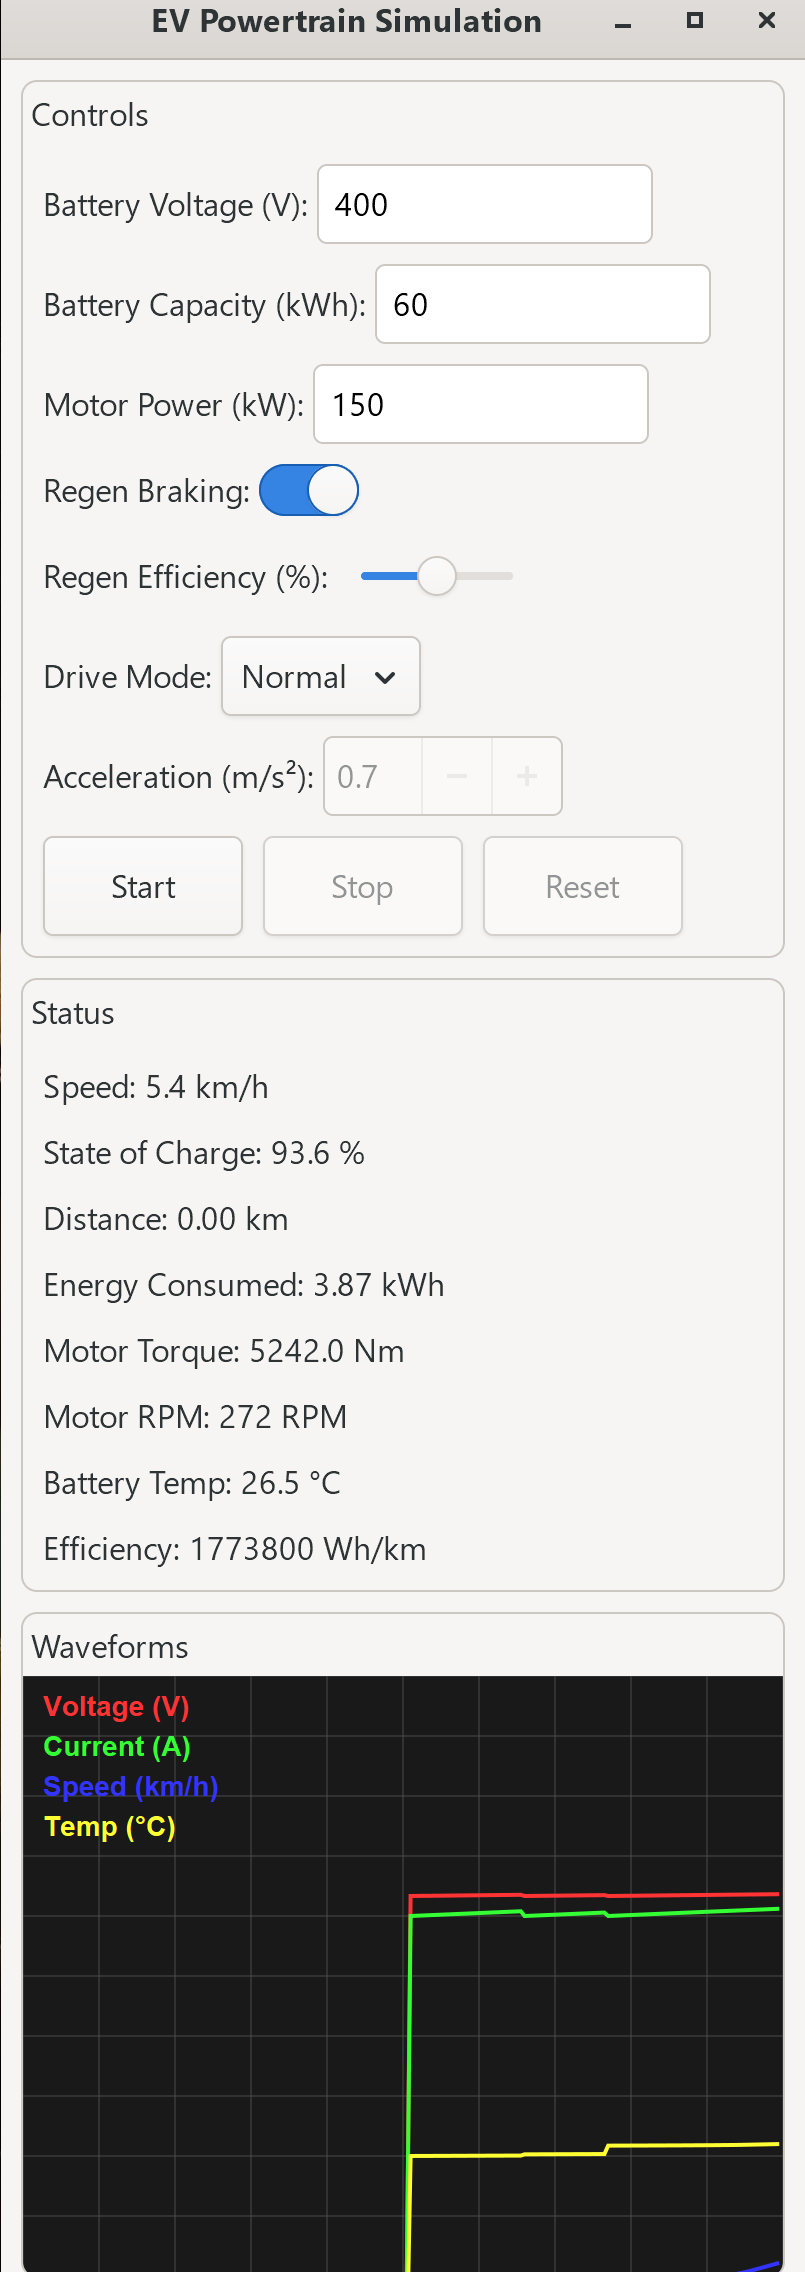 EV Powertrain Simulation
Controls
Battery Voltage (V): 400
Battery Capacity (kWh): 60
Motor Power (kW): 150
Regen Braking:
Regen Efficiency (%):
Drive Mode: Normal
Acceleration (m/s²): 0.7
Start Stop Reset
Status
Speed: 5.4 km/h
State of Charge: 93.6 %
Distance: 0.00 km
Energy Consumed: 3.87 kWh
Motor Torque: 5242.0 Nm
Motor RPM: 272 RPM
Battery Temp: 26.5 °C
Efficiency: 1773800 Wh/km
Waveforms
Voltage (V)
Current (A)
Speed (km/h)
Temp (°C)